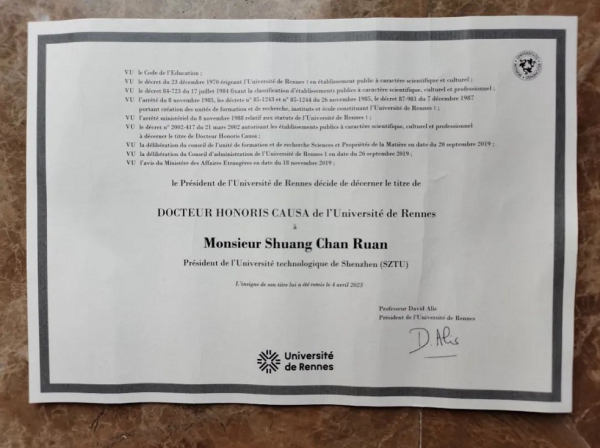 VU le Code de l'Education ;
VU le décret du 23 décembre 1970 érigeant l'Université de Rennes 1 en établissement public à caractère scientifique et culturel ;
VU le décret 84-723 du 17 juillet 1984 fixant la classification d'établissements publics à caractère scientifique, culturel et professionnel ;
VU l'arrêté du 8 novembre 1985, les décrets n° 85-1243 et n° 85-1244 du 26 novembre 1985, le décret 87-981 du 7 décembre 1987
portant création des unités de formation et de recherche, instituts et école constituant l'Université de Rennes 1 ;
VU l'arrêté ministériel du 8 novembre 1988 relatif aux statuts de l'Université de Rennes 1 ;
VU le décret n° 2002-417 du 21 mars 2002 autorisant les établissements publics à caractère scientifique, culturel et professionnel
à décerner le titre de Docteur Honoris Causa ;
VU la délibération du conseil de l'unité de formation et de recherche Sciences et Propriétés de la Matière en date du 20 septembre 2019 ;
VU la délibération du Conseil d'administration de l'Université de Rennes 1 en date du 26 septembre 2019 ;
VU l'avis du Ministère des Affaires Etrangères en date du 18 novembre 2019 ;
le Président de l'Université de Rennes décide de décerner le titre de
DOCTEUR HONORIS CAUSA de l'Université de Rennes
à
Monsieur Shuang Chan Ruan
Président de l'Université technologique de Shenzhen (SZTU)
L'insigne de son titre lui a été remis le 4 avril 2023
Professeur David Alis
Président de l'Université de Rennes
D. Alis
Université
de Rennes